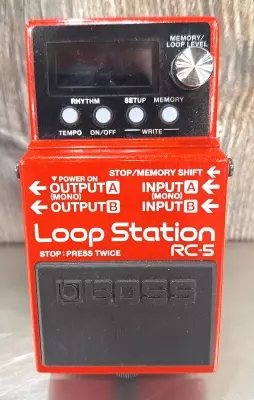 MEMORY/
LOOP LEVEL
RHYTHM
SETUP
MEMORY
TEMPO
ON/OFF
WRITE
STOP/MEMORY SHIFT
▼POWER ON
OUTPUT A
INPUT A
(MONO)
(MONO)
OUTPUT B
INPUT B
Loop Station
RC-5
STOP : PRESS TWICE
BOSS